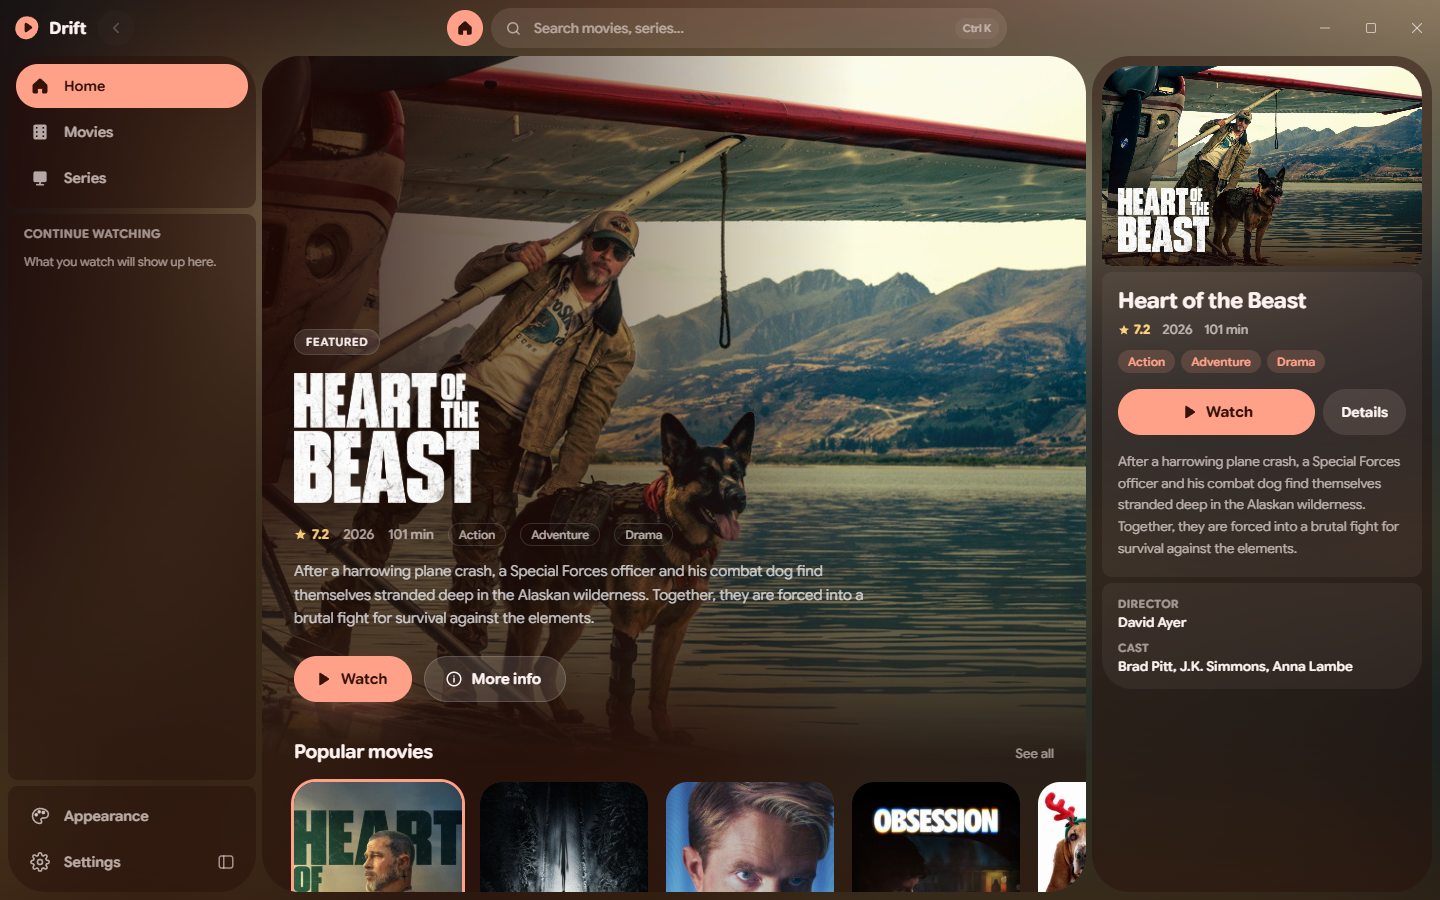 Drift
Search movies, series...
Ctrl K
Home
Movies
Series
CONTINUE WATCHING
What you watch will show up here.
Appearance
Settings
FEATURED
HEART OF THE
BEAST
7.2 2026 101 min Action Adventure Drama
After a harrowing plane crash, a Special Forces officer and his combat dog find
themselves stranded deep in the Alaskan wilderness. Together, they are forced into a
brutal fight for survival against the elements.
Watch
More info
Popular movies
See all
HEART
OF
OBSESSION
HEART OF THE
BEAST
Heart of the Beast
7.2 2026 101 min
Action Adventure Drama
Watch
Details
After a harrowing plane crash, a Special Forces
officer and his combat dog find themselves
stranded deep in the Alaskan wilderness.
Together, they are forced into a brutal fight for
survival against the elements.
DIRECTOR
David Ayer
CAST
Brad Pitt, J.K. Simmons, Anna Lambe